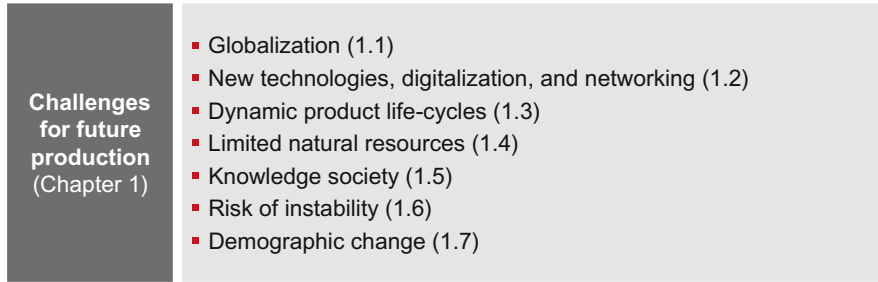 Challenges
for future
production
(Chapter 1)
▪ Globalization (1.1)
▪ New technologies, digitalization, and networking (1.2)
▪ Dynamic product life-cycles (1.3)
▪ Limited natural resources (1.4)
▪ Knowledge society (1.5)
▪ Risk of instability (1.6)
▪ Demographic change (1.7)